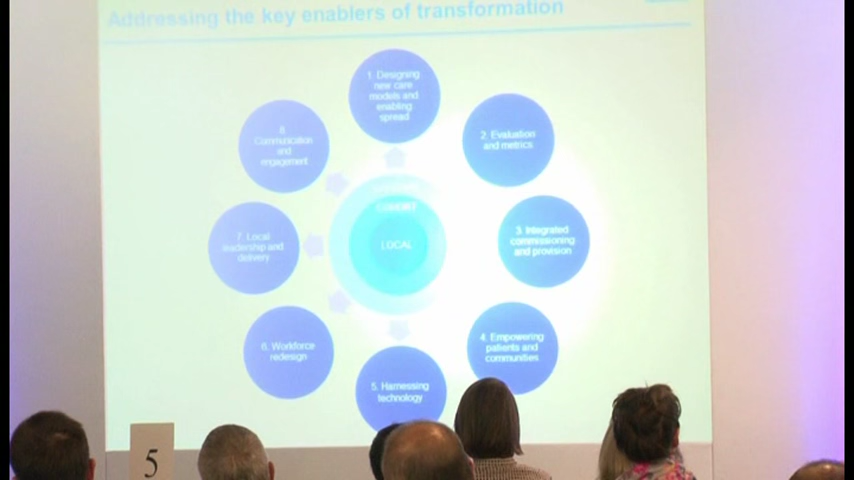 Addressing the key enablers of transformation
1. Designing
new care
models and
enabling
spread
2. Evaluation
and metrics
3. Integrated
commissioning
and provision
4. Empowering
patients and
communities
5. Harnessing
technology
6. Workforce
redesign
7. Local
leadership and
delivery
8.
Communication
and
engagement
LOCAL
5